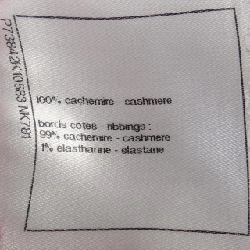 100% cachemire cashmere
bords cotes ribbings :
99% cachemire - cashmere
1% elasthanne - elastane